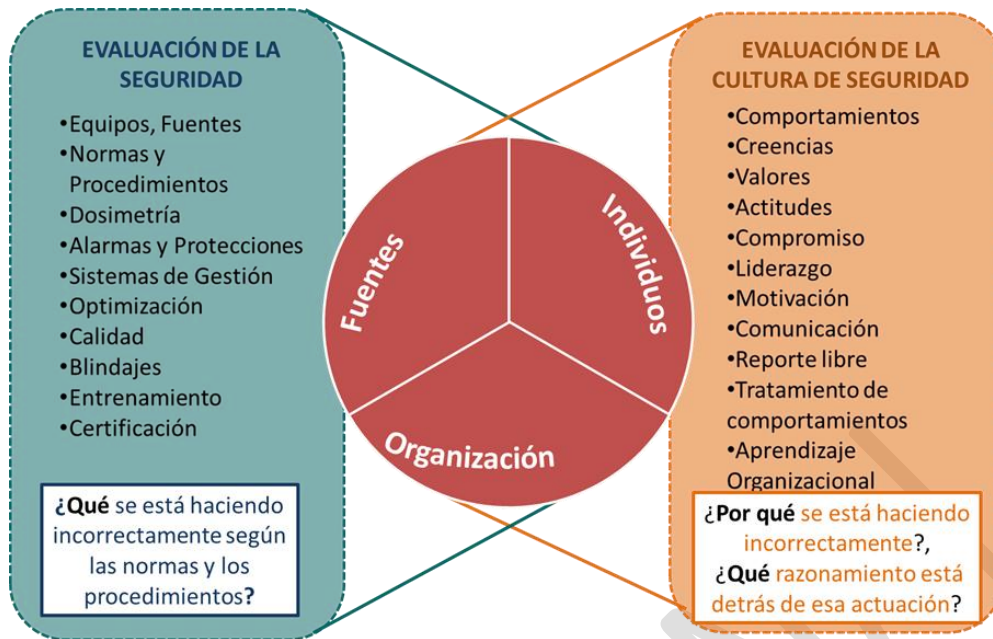 EVALUACIÓN DE LA
SEGURIDAD
•Equipos, Fuentes
•Normas y
Procedimientos
•Dosimetría
•Alarmas y Protecciones
•Sistemas de Gestión
•Optimización
•Calidad
•Blindajes
•Entrenamiento
•Certificación
¿Qué se está haciendo
incorrectamente según
las normas y los
procedimientos?
Fuentes
Individuos
Organización
EVALUACIÓN DE LA
CULTURA DE SEGURIDAD
•Comportamientos
•Creencias
•Valores
•Actitudes
•Compromiso
•Liderazgo
•Motivación
•Comunicación
•Reporte libre
•Tratamiento de
comportamientos
•Aprendizaje
Organizacional
¿Por qué se está haciendo
incorrectamente?,
¿Qué razonamiento está
detrás de esa actuación?